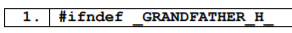 1. #ifndef _GRANDFATHER_H_